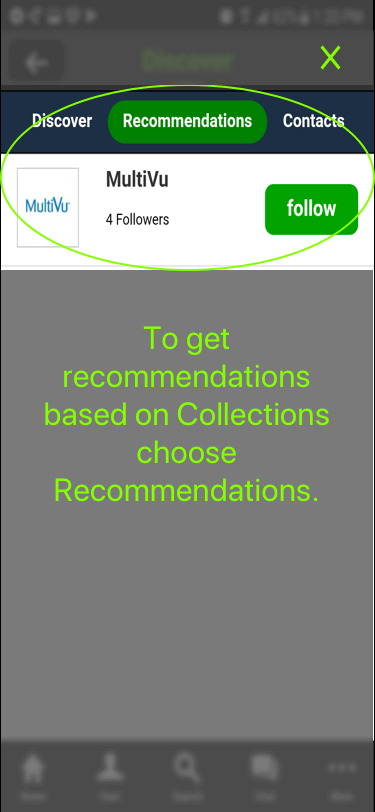 Discover
Discover Recommendations Contacts
MultiVu
MultiVu
4 Followers
follow
To get
recommendations
based on Collections
choose
Recommendations.